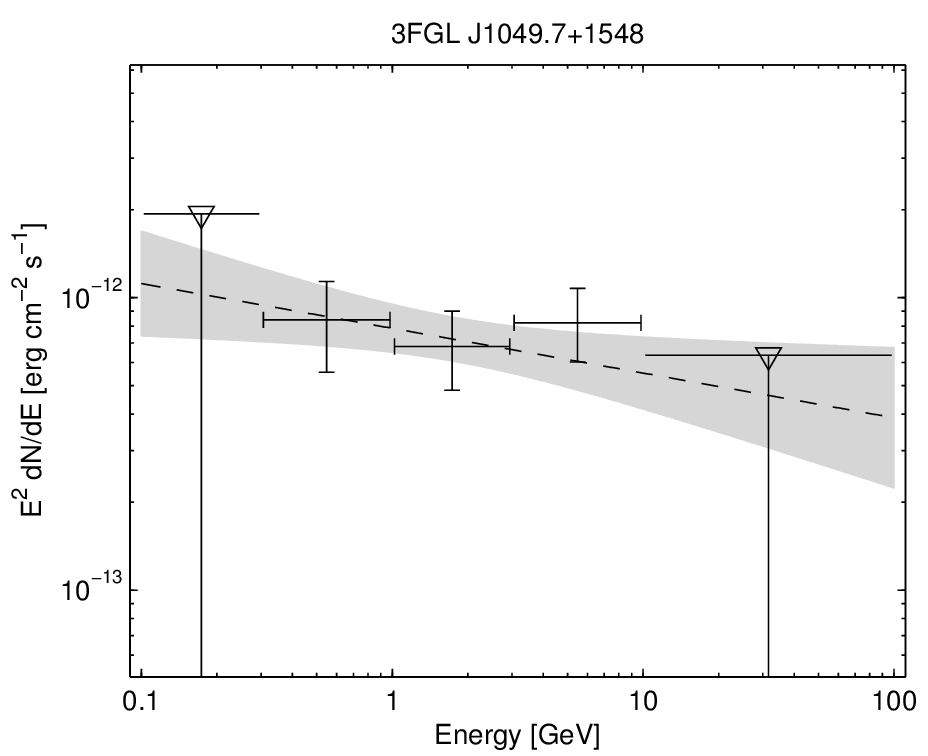 3FGL J1049.7+1548
E² dN/dE [erg cm⁻² s⁻¹]
10⁻¹²
10⁻¹³
0.1 1 10 100
Energy [GeV]